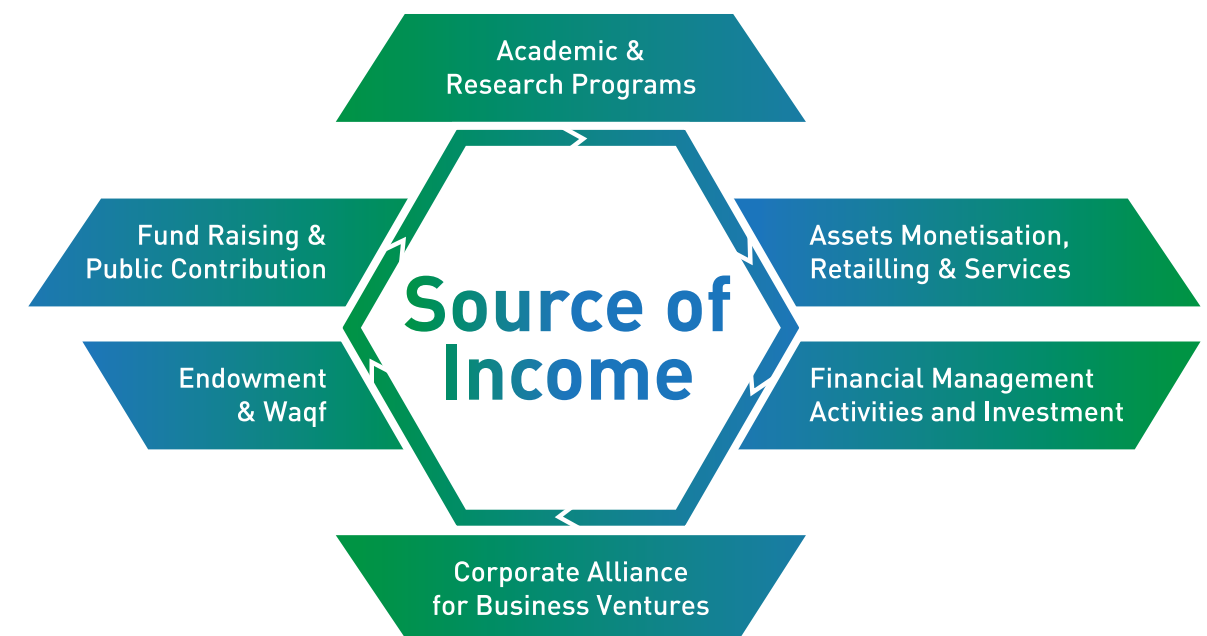 Academic &
Research Programs
Fund Raising &
Public Contribution
Assets Monetisation,
Retailling & Services
Source of
Income
Endowment
& Waqf
Financial Management
Activities and Investment
Corporate Alliance
for Business Ventures